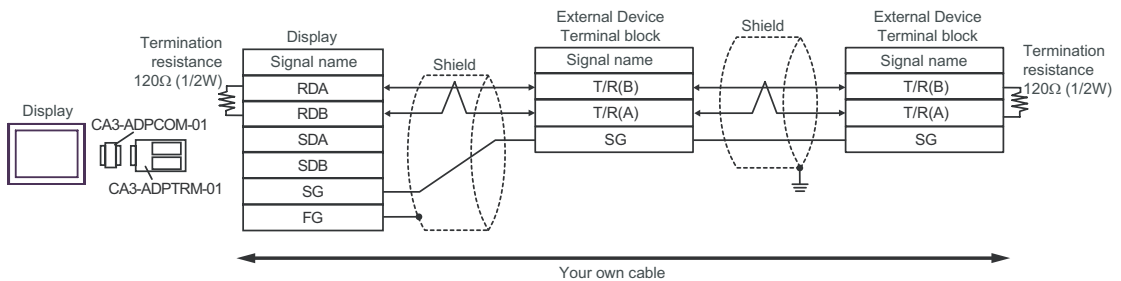 Display
CA3-ADPCOM-01
CA3-ADPTRM-01
Termination
resistance
120Ω (1/2W)
Display
Signal name
RDA
RDB
SDA
SDB
SG
FG
Shield
External Device
Terminal block
Signal name
T/R(B)
T/R(A)
SG
Shield
External Device
Terminal block
Signal name
T/R(B)
T/R(A)
SG
Termination
resistance
120Ω (1/2W)
Your own cable